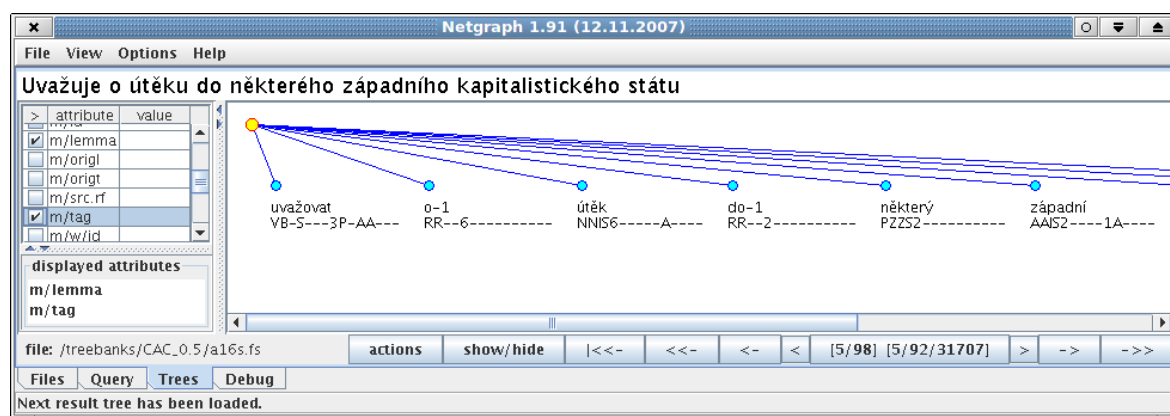 Netgraph 1.91 (12.11.2007)
File View Options Help
Uvažuje o útěku do některého západního kapitalistického státu
> attribute value
m/lemma
m/origl
m/origt
m/src.rf
m/tag
m/w/id
displayed attributes
m/lemma
m/tag
uvažovat o-1 útěk do-1 některý západní
VB-S---3P-AA---- RR--6---------- NNIS6-----A---- RR--2---------- PZZS2---------- AAIS2----1A----
file: /treebanks/CAC_0.5/a16s.fs actions show/hide |<<- <<- <- < [5/98] [5/92/31707] > -> ->>
Files Query Trees Debug
Next result tree has been loaded.